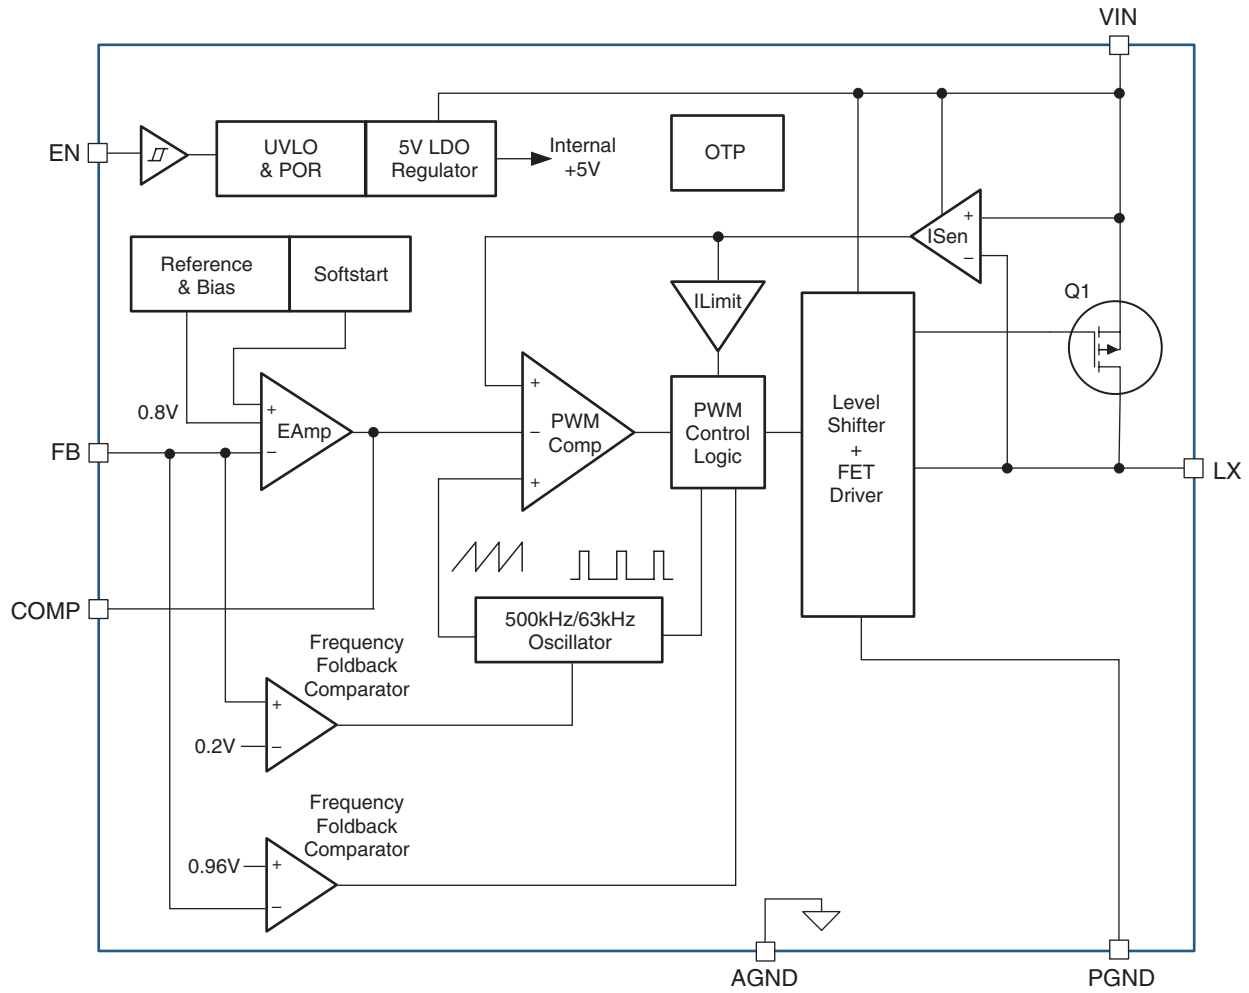 VIN
EN
UVLO
& POR
5V LDO
Regulator
Internal
+5V
OTP
Reference
& Bias
Softstart
+
ISen
−
ILimit
Q1
0.8V
+
EAmp
−
FB
+
−
PWM
Comp
+
PWM
Control
Logic
Level
Shifter
+
FET
Driver
LX
COMP
500kHz/63kHz
Oscillator
Frequency
Foldback
Comparator
+
0.2V
−
Frequency
Foldback
Comparator
0.96V
+
−
AGND
PGND